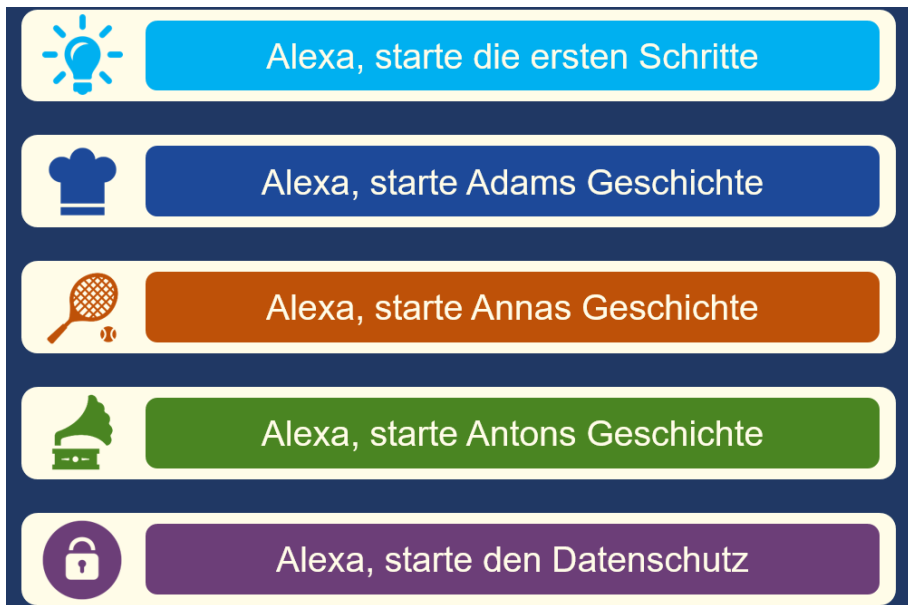 Alexa, starte die ersten Schritte
Alexa, starte Adams Geschichte
Alexa, starte Annas Geschichte
Alexa, starte Antons Geschichte
Alexa, starte den Datenschutz